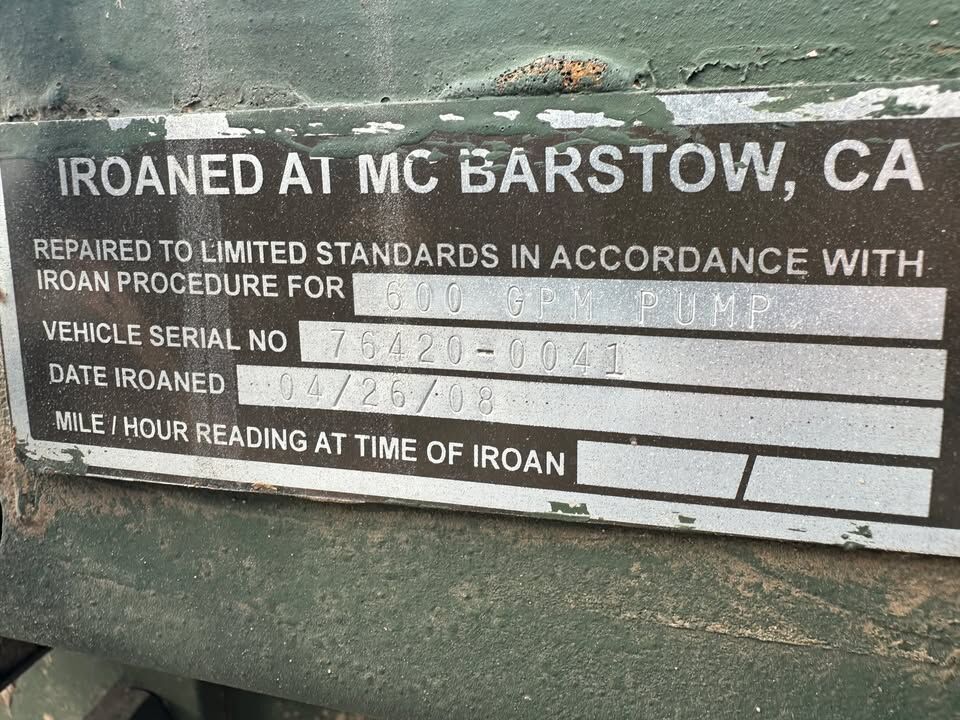 IROANED AT MC BARSTOW, CA
REPAIRED TO LIMITED STANDARDS IN ACCORDANCE WITH
IROAN PROCEDURE FOR 600 GPM PUMP
VEHICLE SERIAL NO 76420-0041
DATE IROANED 04/26/08
MILE / HOUR READING AT TIME OF IROAN /